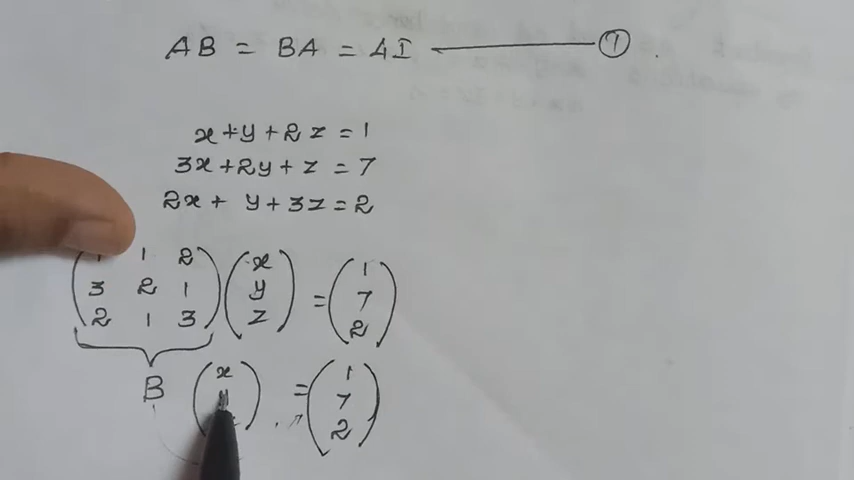 AB = BA = 4I ①
x+y+2z=1
3x+2y+z=7
2x+ y+3z=2
1 2 x 1
3 2 1 y = 7
2 1 3 z 2
x 1
B = 7
2